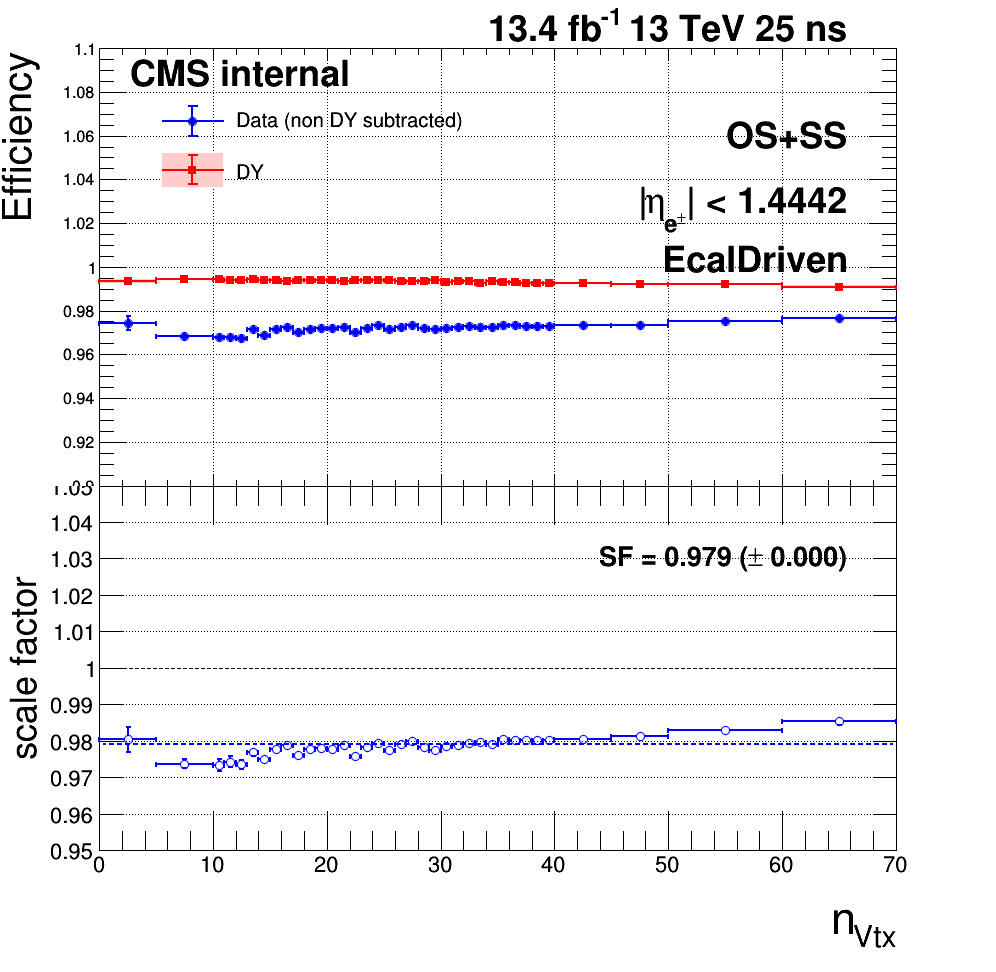 13.4 fb⁻¹ 13 TeV 25 ns
Efficiency
1.1
1.08
1.06
1.04
1.02
1
0.98
0.96
0.94
0.92
CMS internal
Data (non DY subtracted)
DY
OS+SS
|ηe±| < 1.4442
EcalDriven
scale factor
1.05
1.04
1.03
1.02
1.01
1
0.99
0.98
0.97
0.96
0.95
SF = 0.979 (± 0.000)
0 10 20 30 40 50 60 70
nVtx